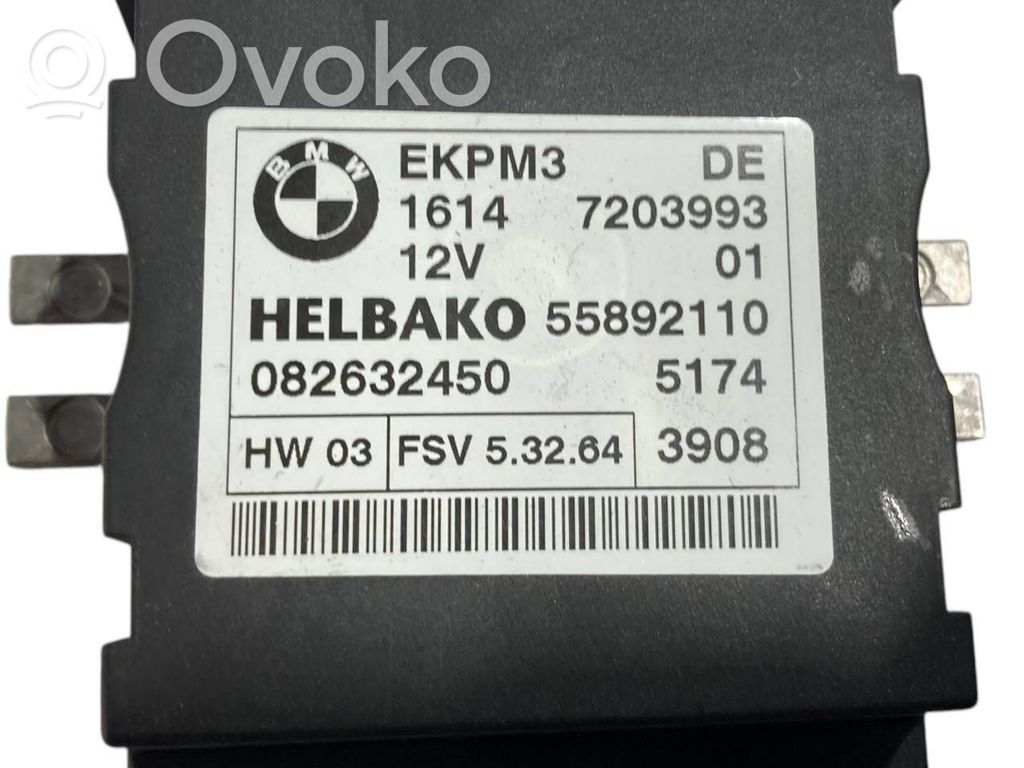 Ovoko
BMW
EKPM3 DE
1614 7203993
12V 01
HELBAKO 55892110
082632450 5174
HW 03 FSV 5.32.64 3908